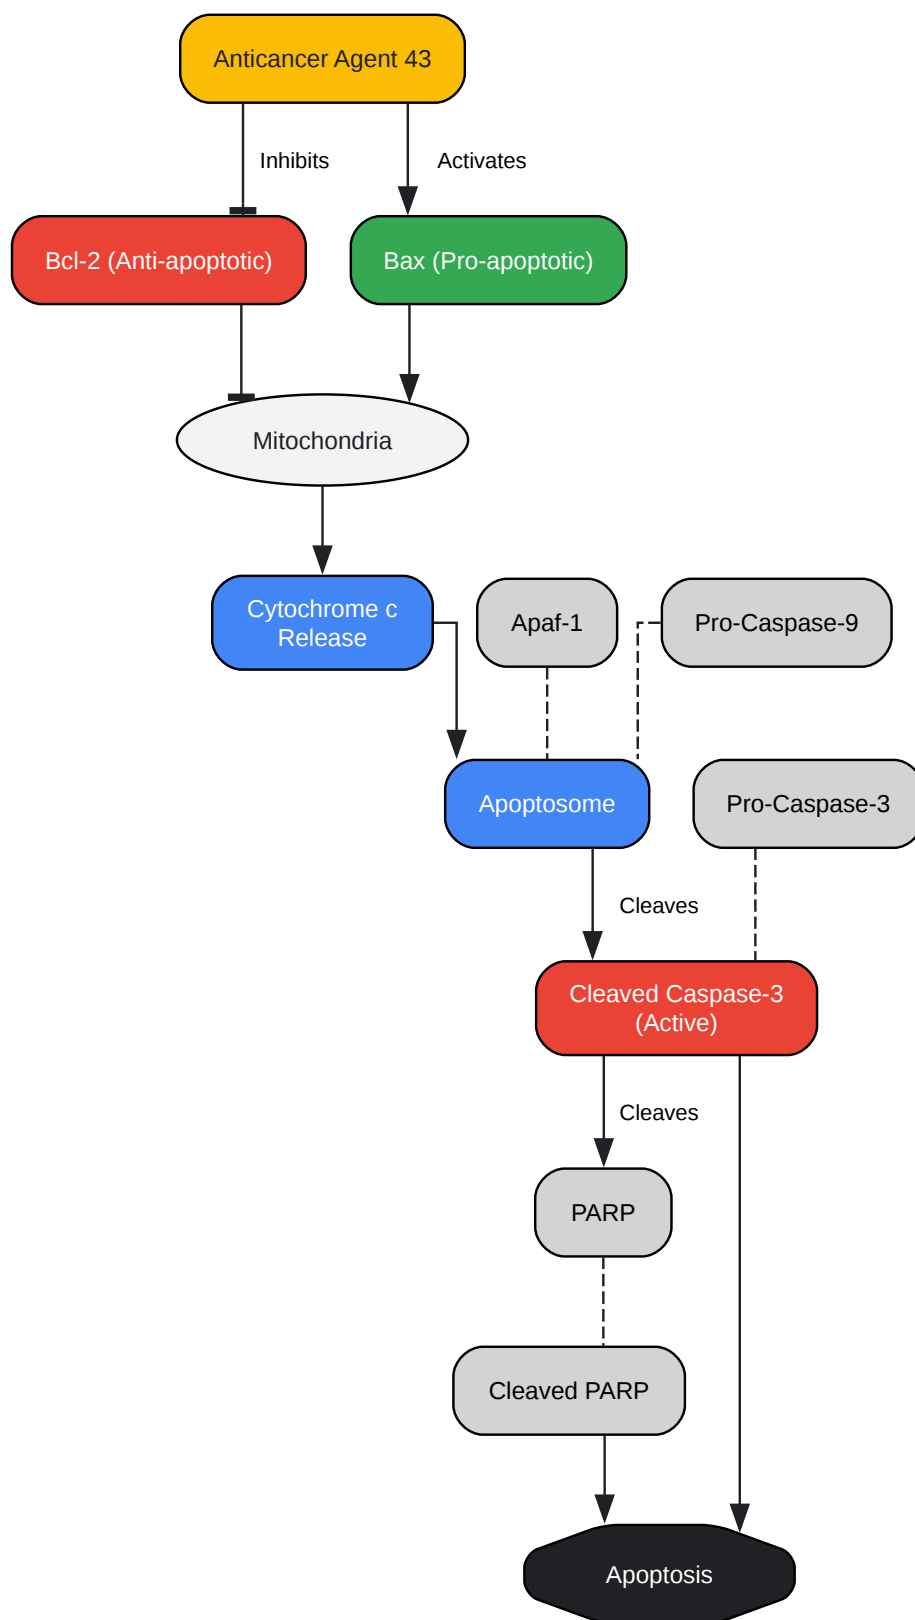 Anticancer Agent 43
Inhibits
Activates
Bcl-2 (Anti-apoptotic)
Bax (Pro-apoptotic)
Mitochondria
Cytochrome c
Release
Apaf-1
Pro-Caspase-9
Apoptosome
Pro-Caspase-3
Cleaves
Cleaved Caspase-3
(Active)
Cleaves
PARP
Cleaved PARP
Apoptosis